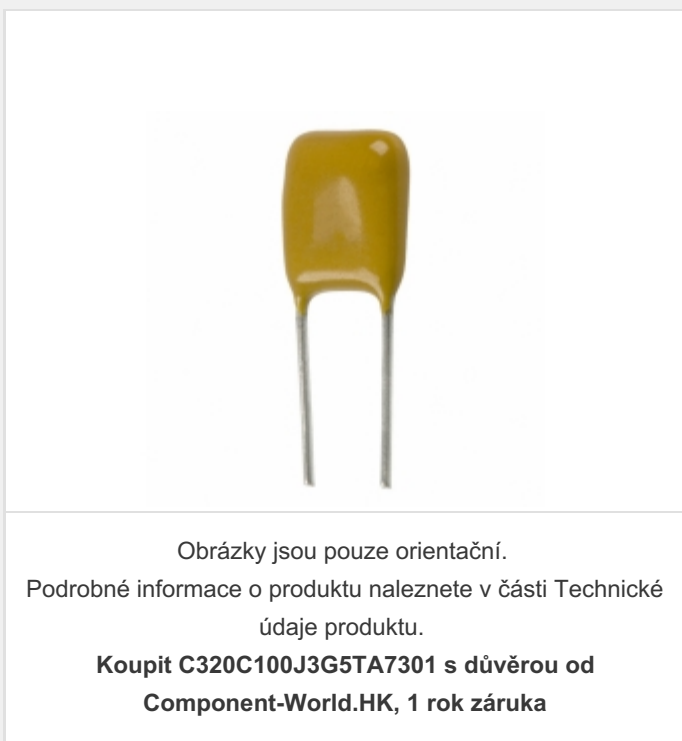 Obrázky jsou pouze orientační.
Podrobné informace o produktu naleznete v části Technické
údaje produktu.
Koupit C320C100J3G5TA7301 s důvěrou od
Component-World.HK, 1 rok záruka